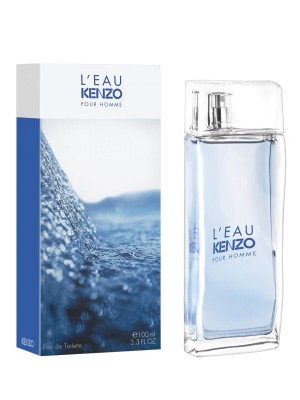 L'EAU
KENZO
POUR HOMME
℮100 ml
3.3 FL.OZ
Eau de Toilette
KENZO
L'EAU
KENZO
POUR HOMME